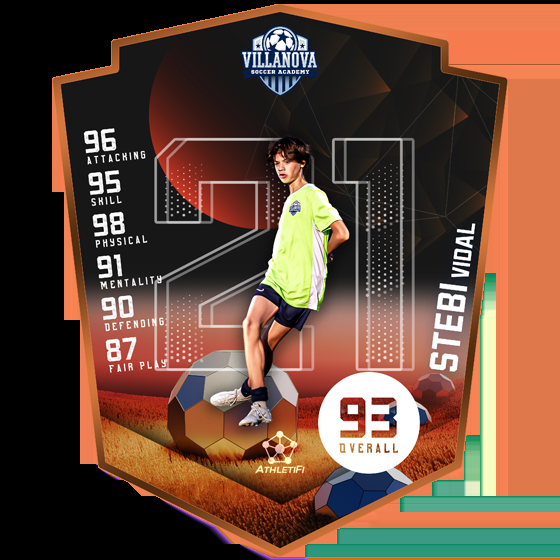 VILLANOVA
SOCCER ACADEMY
21
96
ATTACKING
95
SKILL
98
PHYSICAL
91
MENTALITY
90
DEFENDING
87
FAIR PLAY
STEBI VIDAL
93
OVERALL
ATHLETIFI